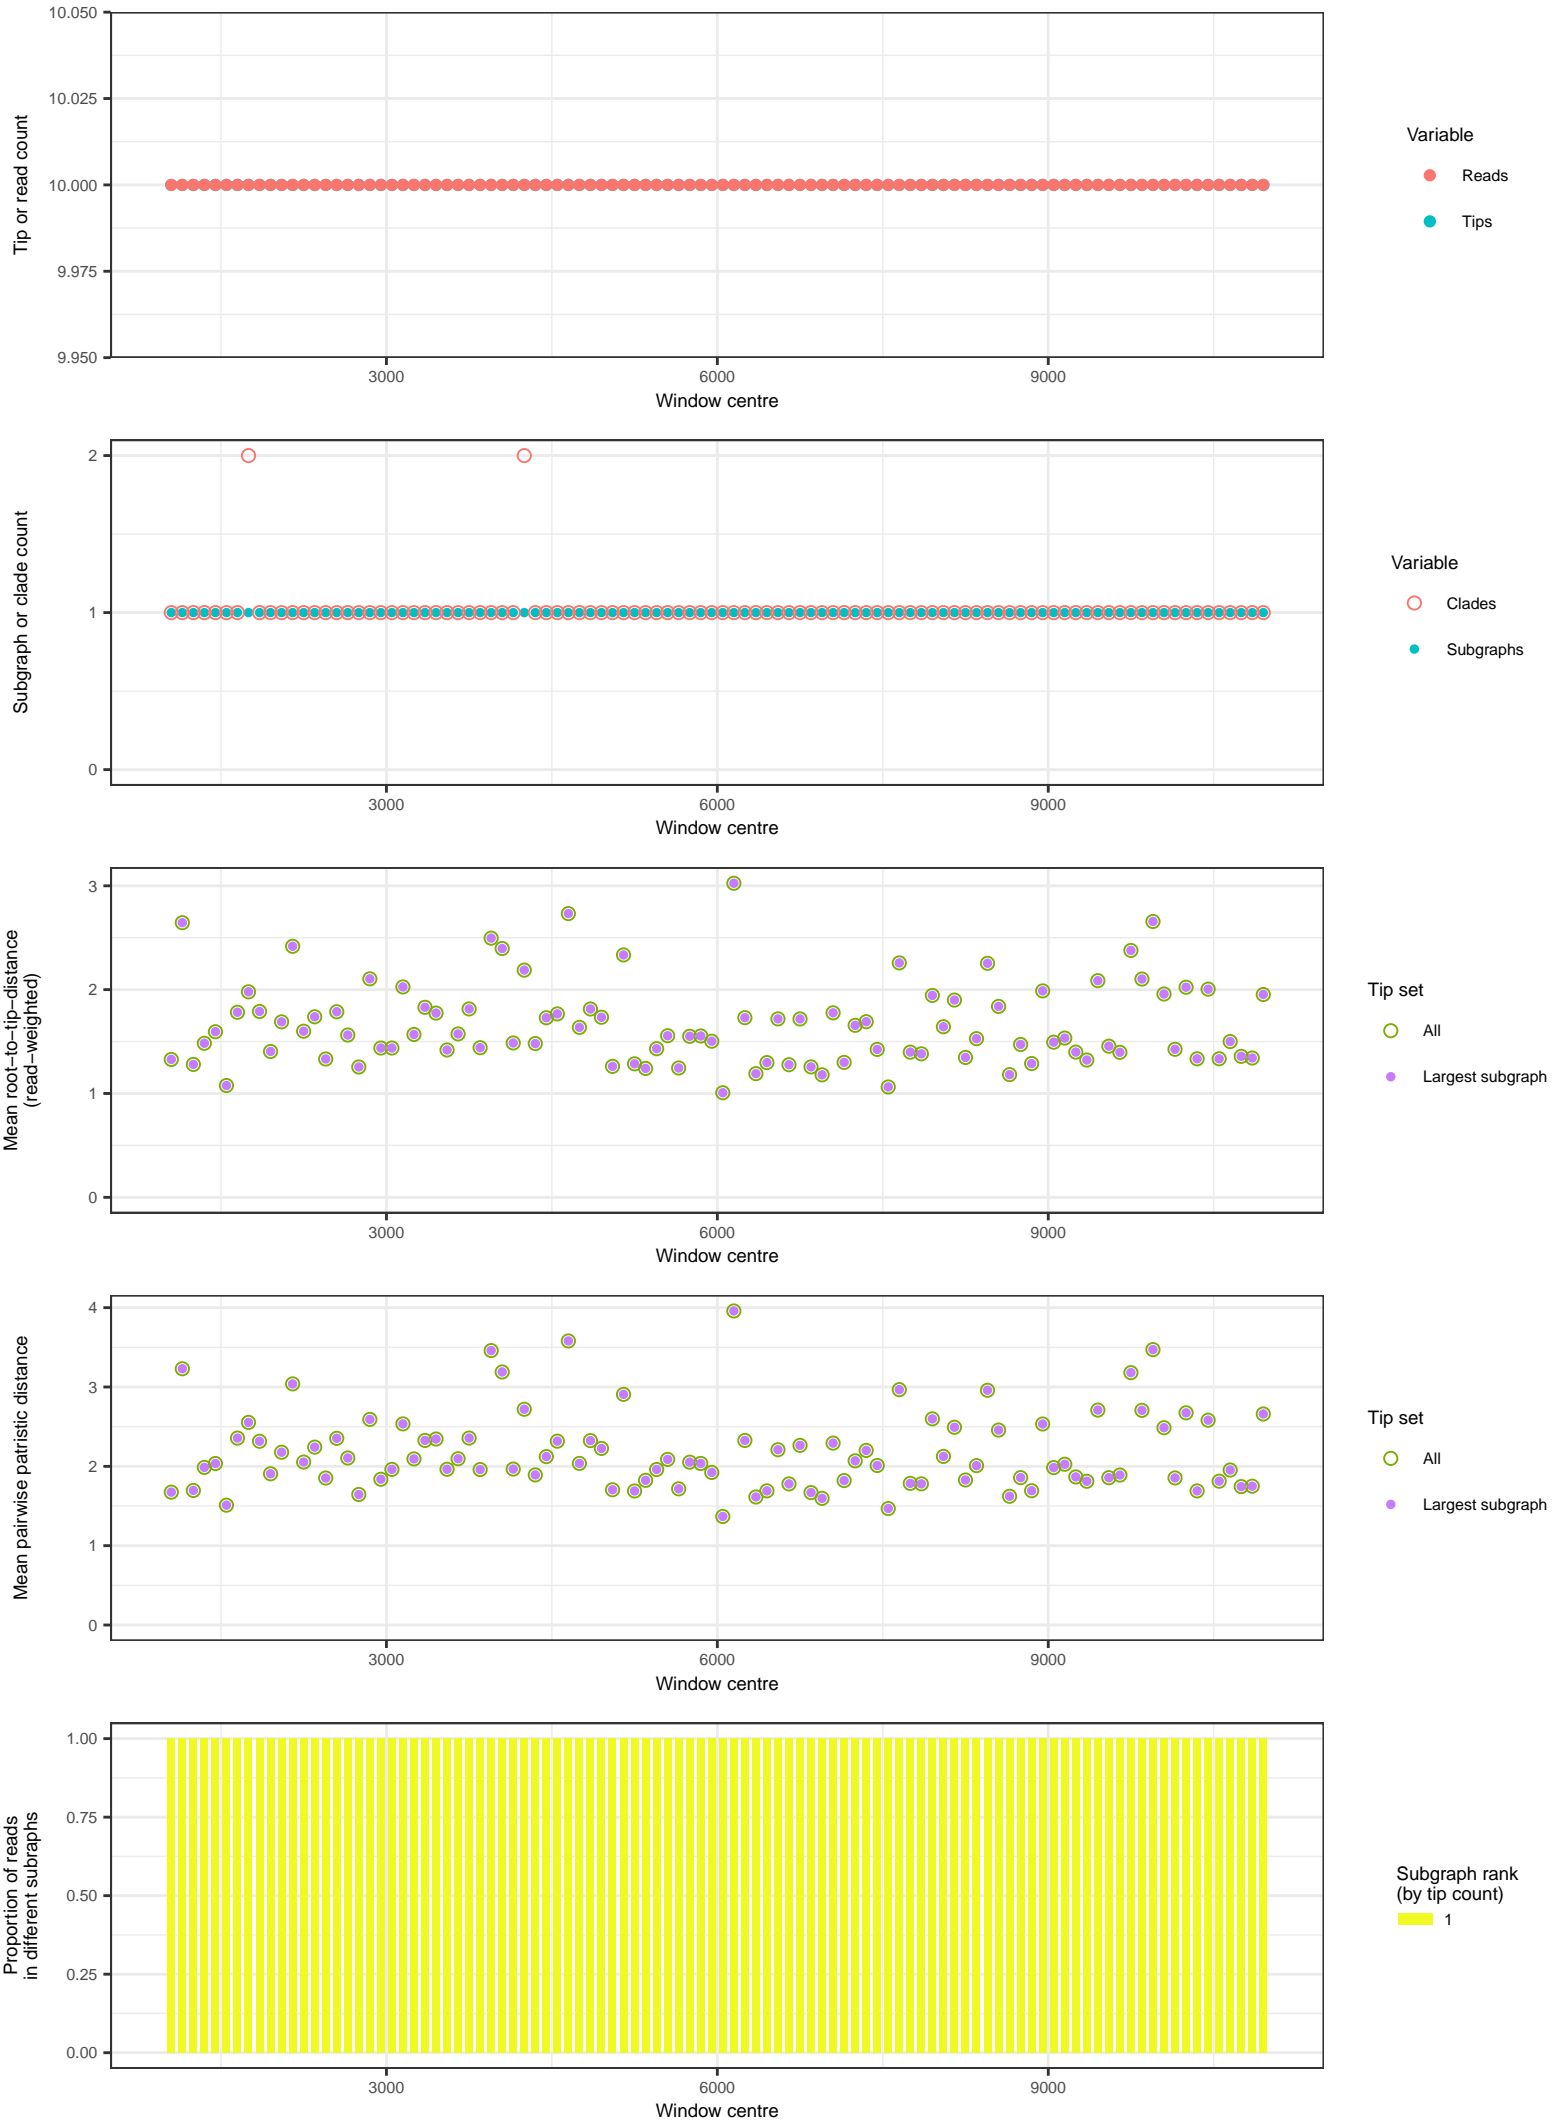 10.050
10.025
10.000
9.975
9.950
Tip or read count
3000 6000 9000
Window centre
Variable
Reads
Tips
2
1
0
Subgraph or clade count
3000 6000 9000
Window centre
Variable
Clades
Subgraphs
3
2
1
0
Mean root−to−tip−distance
(read−weighted)
3000 6000 9000
Window centre
Tip set
All
Largest subgraph
4
3
2
1
0
Mean pairwise patristic distance
3000 6000 9000
Window centre
Tip set
All
Largest subgraph
1.00
0.75
0.50
0.25
0.00
Proportion of reads
in different subraphs
3000 6000 9000
Window centre
Subgraph rank
(by tip count)
1